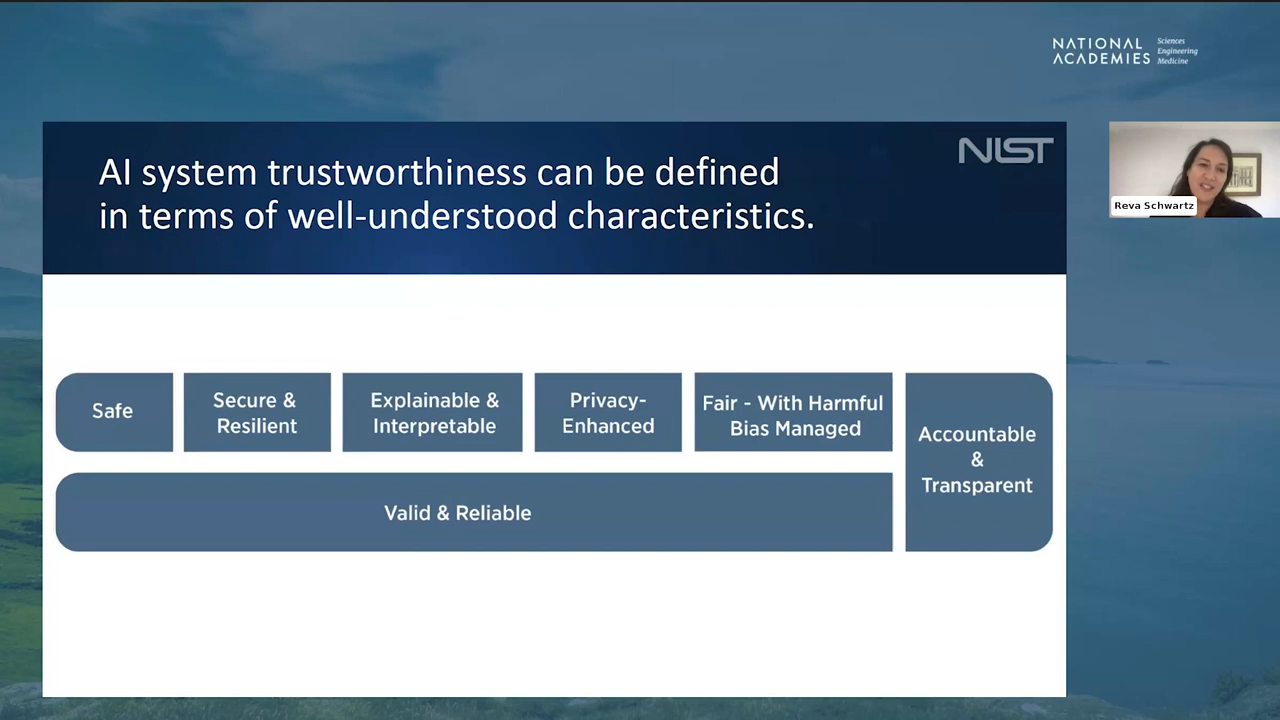 NATIONAL
ACADEMIES
Sciences
Engineering
Medicine
NIST
AI system trustworthiness can be defined
in terms of well-understood characteristics.
Reva Schwartz
Safe
Secure &
Resilient
Explainable &
Interpretable
Privacy-
Enhanced
Fair - With Harmful
Bias Managed
Accountable
&
Transparent
Valid & Reliable